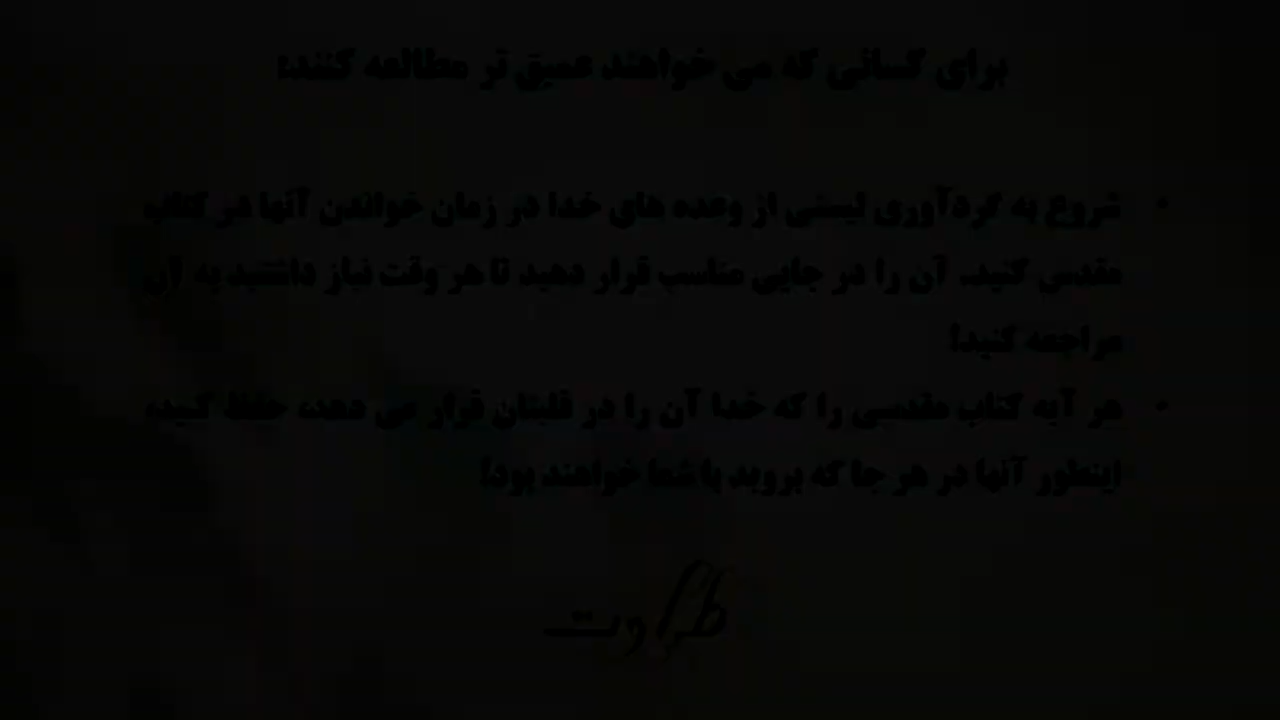 برای کسانی که می خواهند عمیق تر مطالعه کنند:
• شروع به گردآوری لیستی از وعده های خدا در زمان خواندن آنها در کتاب
مقدس کنید. آن را در جایی مناسب قرار دهید تا هر وقت نیاز داشتید به آن
مراجعه کنید!
• هر آیه کتاب مقدسی را که خدا آن را در قلبتان قرار می دهد، حفظ کنید،
اینطور آنها در هر جا که بروید با شما خواهند بود!